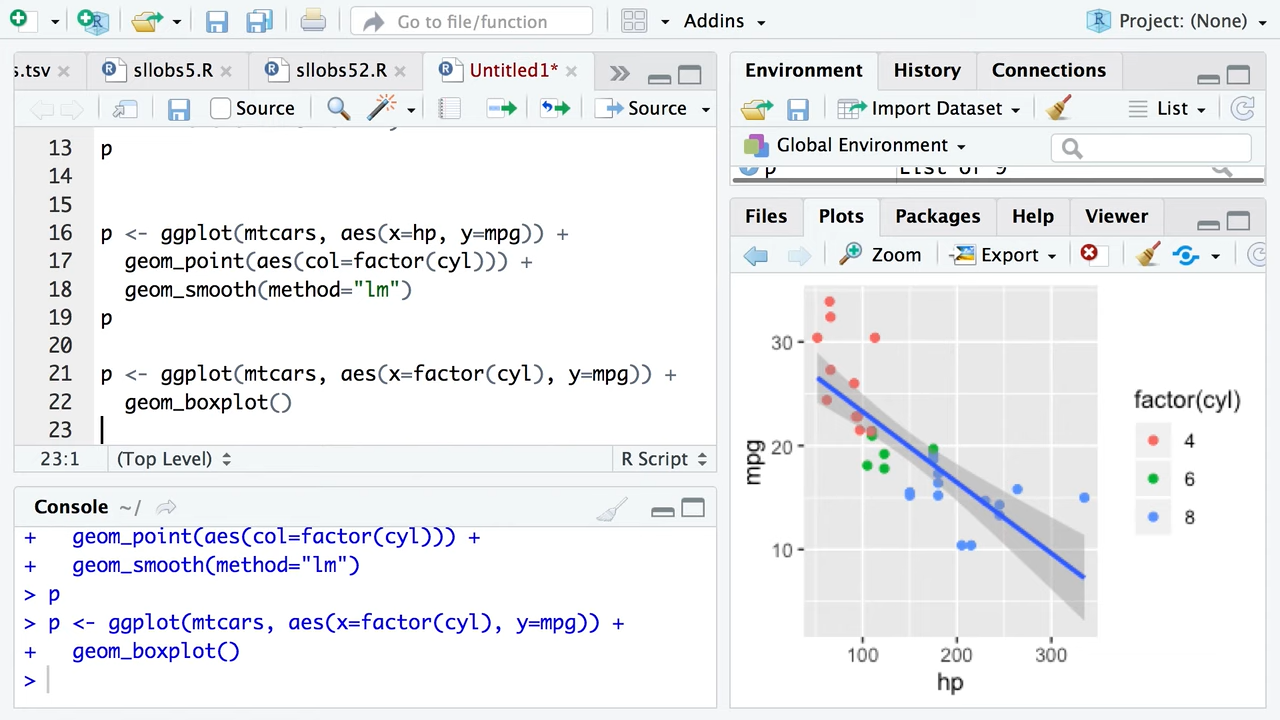 Go to file/function
Addins
Project: (None)
s.tsv
sllobs5.R
sllobs52.R
Untitled1*
Source
Source
13 p
14
15
16 p <- ggplot(mtcars, aes(x=hp, y=mpg)) +
17 geom_point(aes(col=factor(cyl))) +
18 geom_smooth(method="lm")
19 p
20
21 p <- ggplot(mtcars, aes(x=factor(cyl), y=mpg)) +
22 geom_boxplot()
23
23:1 (Top Level) R Script
Console ~/
+ geom_point(aes(col=factor(cyl))) +
+ geom_smooth(method="lm")
> p
> p <- ggplot(mtcars, aes(x=factor(cyl), y=mpg)) +
+ geom_boxplot()
>
Environment History Connections
Import Dataset List
Global Environment
p List of 9
Files Plots Packages Help Viewer
Zoom Export
30
20
10
mpg
100 200 300
hp
factor(cyl)
4
6
8